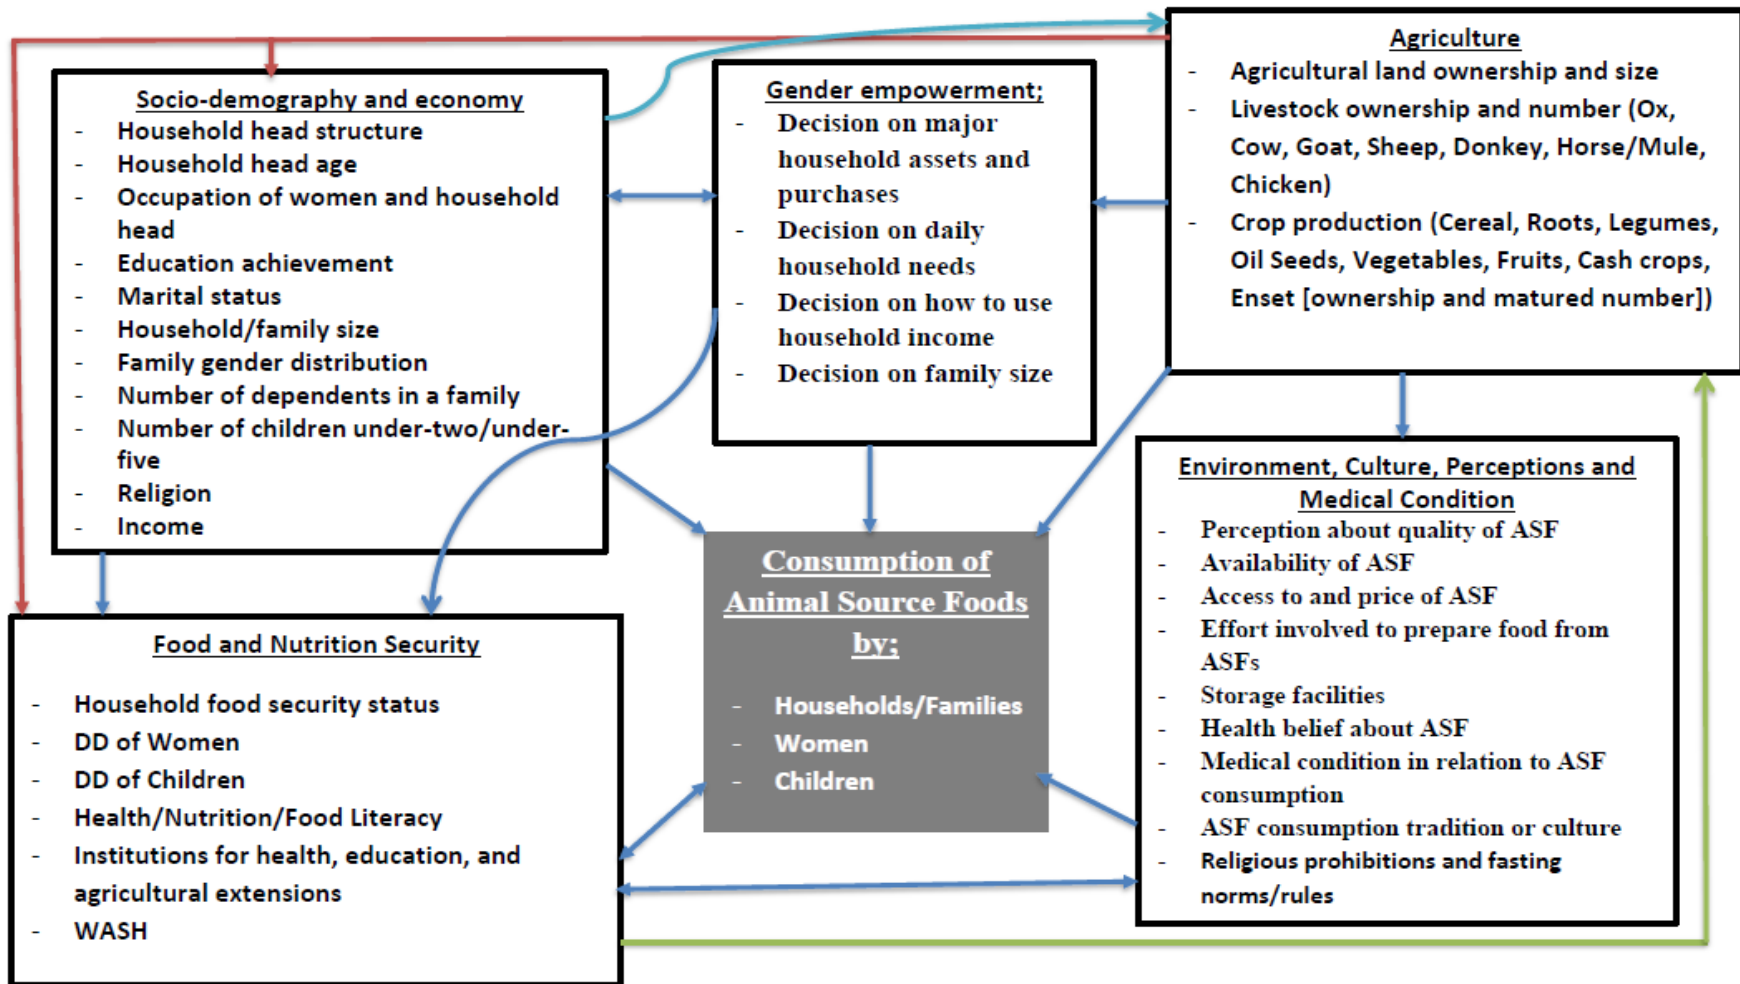 Socio-demography and economy
- Household head structure
- Household head age
- Occupation of women and household
head
- Education achievement
- Marital status
- Household/family size
- Family gender distribution
- Number of dependents in a family
- Number of children under-two/under-
five
- Religion
- Income
Gender empowerment;
- Decision on major
household assets and
purchases
- Decision on daily
household needs
- Decision on how to use
household income
- Decision on family size
Agriculture
- Agricultural land ownership and size
- Livestock ownership and number (Ox,
Cow, Goat, Sheep, Donkey, Horse/Mule,
Chicken)
- Crop production (Cereal, Roots, Legumes,
Oil Seeds, Vegetables, Fruits, Cash crops,
Enset [ownership and matured number])
Food and Nutrition Security
- Household food security status
- DD of Women
- DD of Children
- Health/Nutrition/Food Literacy
- Institutions for health, education, and
agricultural extensions
- WASH
Consumption of
Animal Source Foods
by;
- Households/Families
- Women
- Children
Environment, Culture, Perceptions and
Medical Condition
- Perception about quality of ASF
- Availability of ASF
- Access to and price of ASF
- Effort involved to prepare food from
ASFs
- Storage facilities
- Health belief about ASF
- Medical condition in relation to ASF
consumption
- ASF consumption tradition or culture
- Religious prohibitions and fasting
norms/rules